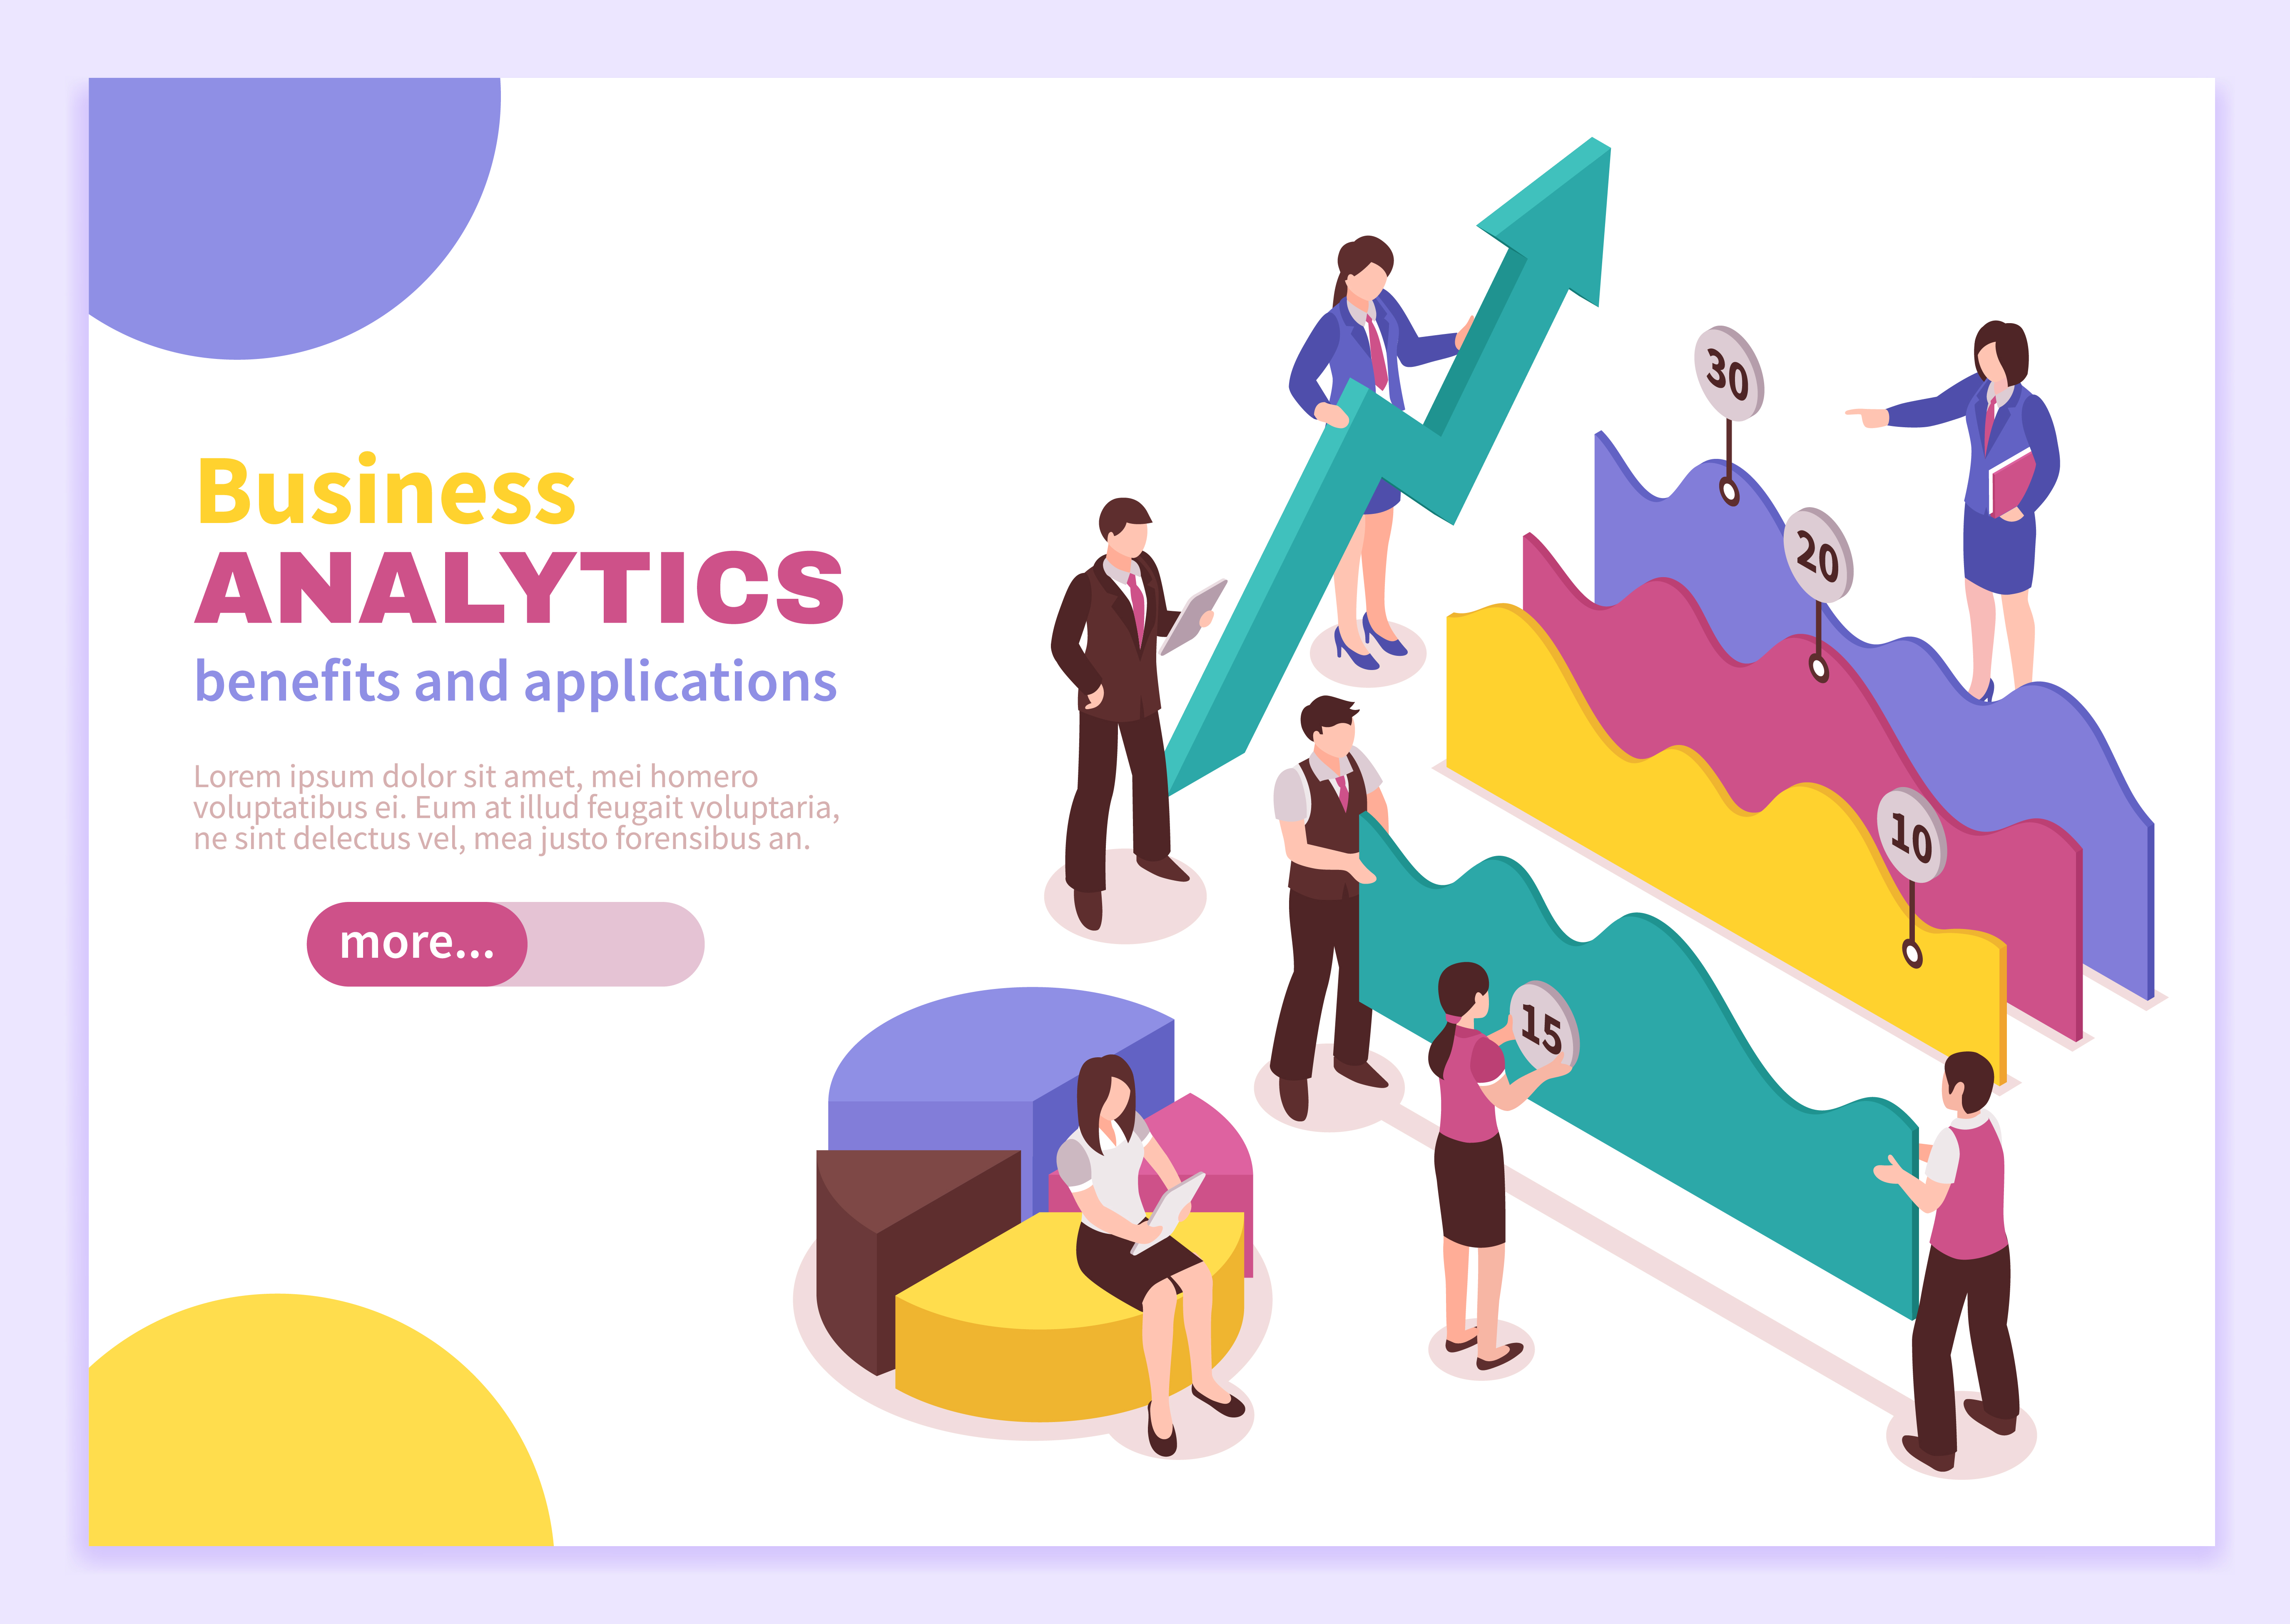 Business
ANALYTICS
benefits and applications
Lorem ipsum dolor sit amet, mei homero
voluptatibus ei. Eum at illud feugait voluptaria,
ne sint delectus vel, mea justo forensibus an.
more...
30
20
10
15